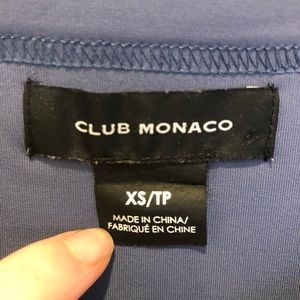 CLUB MONACO
XS/TP
MADE IN CHINA/
FABRIQUÉ EN CHINE